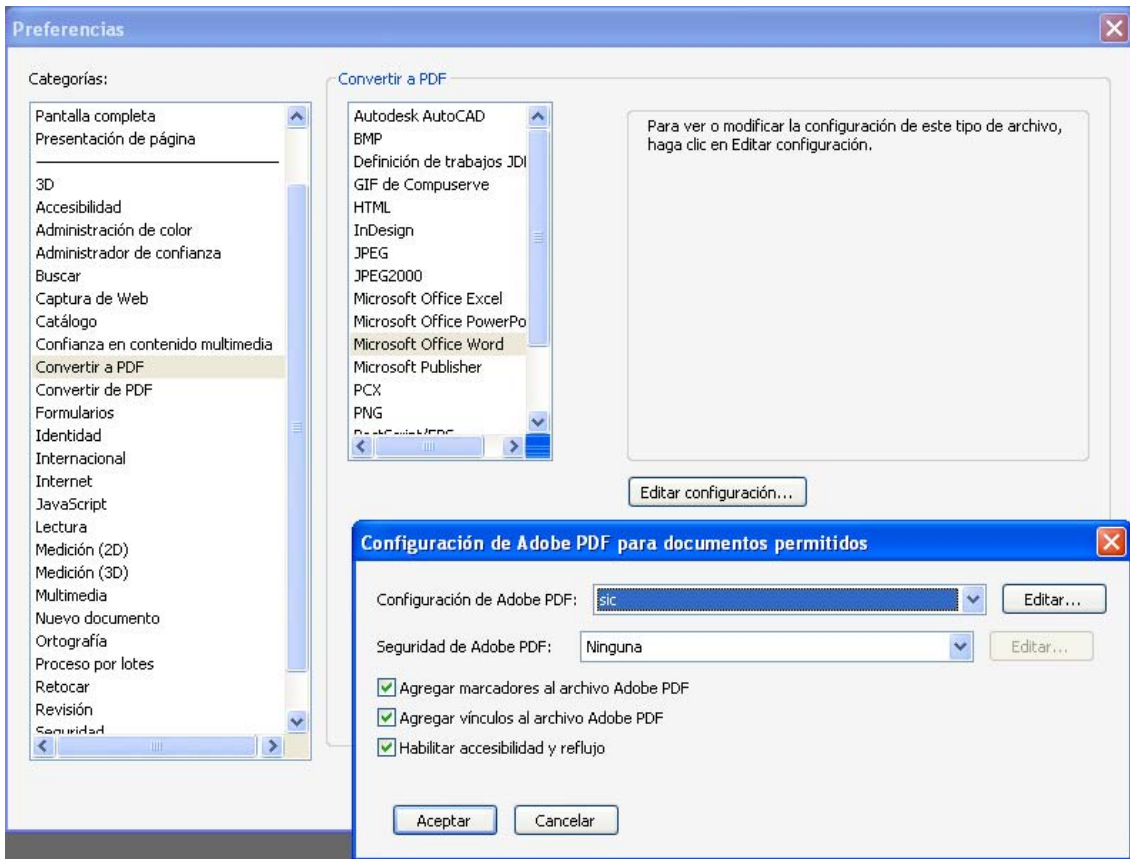 Preferencias
Categorías:
Pantalla completa
Presentación de página
3D
Accesibilidad
Administración de color
Administrador de confianza
Buscar
Captura de Web
Catálogo
Confianza en contenido multimedia
Convertir a PDF
Convertir de PDF
Formularios
Identidad
Internacional
Internet
JavaScript
Lectura
Medición (2D)
Medición (3D)
Multimedia
Nuevo documento
Ortografía
Proceso por lotes
Retocar
Revisión
Seguridad
Convertir a PDF
Autodesk AutoCAD
BMP
Definición de trabajos JDI
GIF de Compuserve
HTML
InDesign
JPEG
JPEG2000
Microsoft Office Excel
Microsoft Office PowerPo
Microsoft Office Word
Microsoft Publisher
PCX
PNG
PostScript/EPS
Para ver o modificar la configuración de este tipo de archivo,
haga clic en Editar configuración.
Editar configuración...
Configuración de Adobe PDF para documentos permitidos
Configuración de Adobe PDF: sic Editar...
Seguridad de Adobe PDF: Ninguna Editar...
Agregar marcadores al archivo Adobe PDF
Agregar vínculos al archivo Adobe PDF
Habilitar accesibilidad y reflujo
Aceptar Cancelar